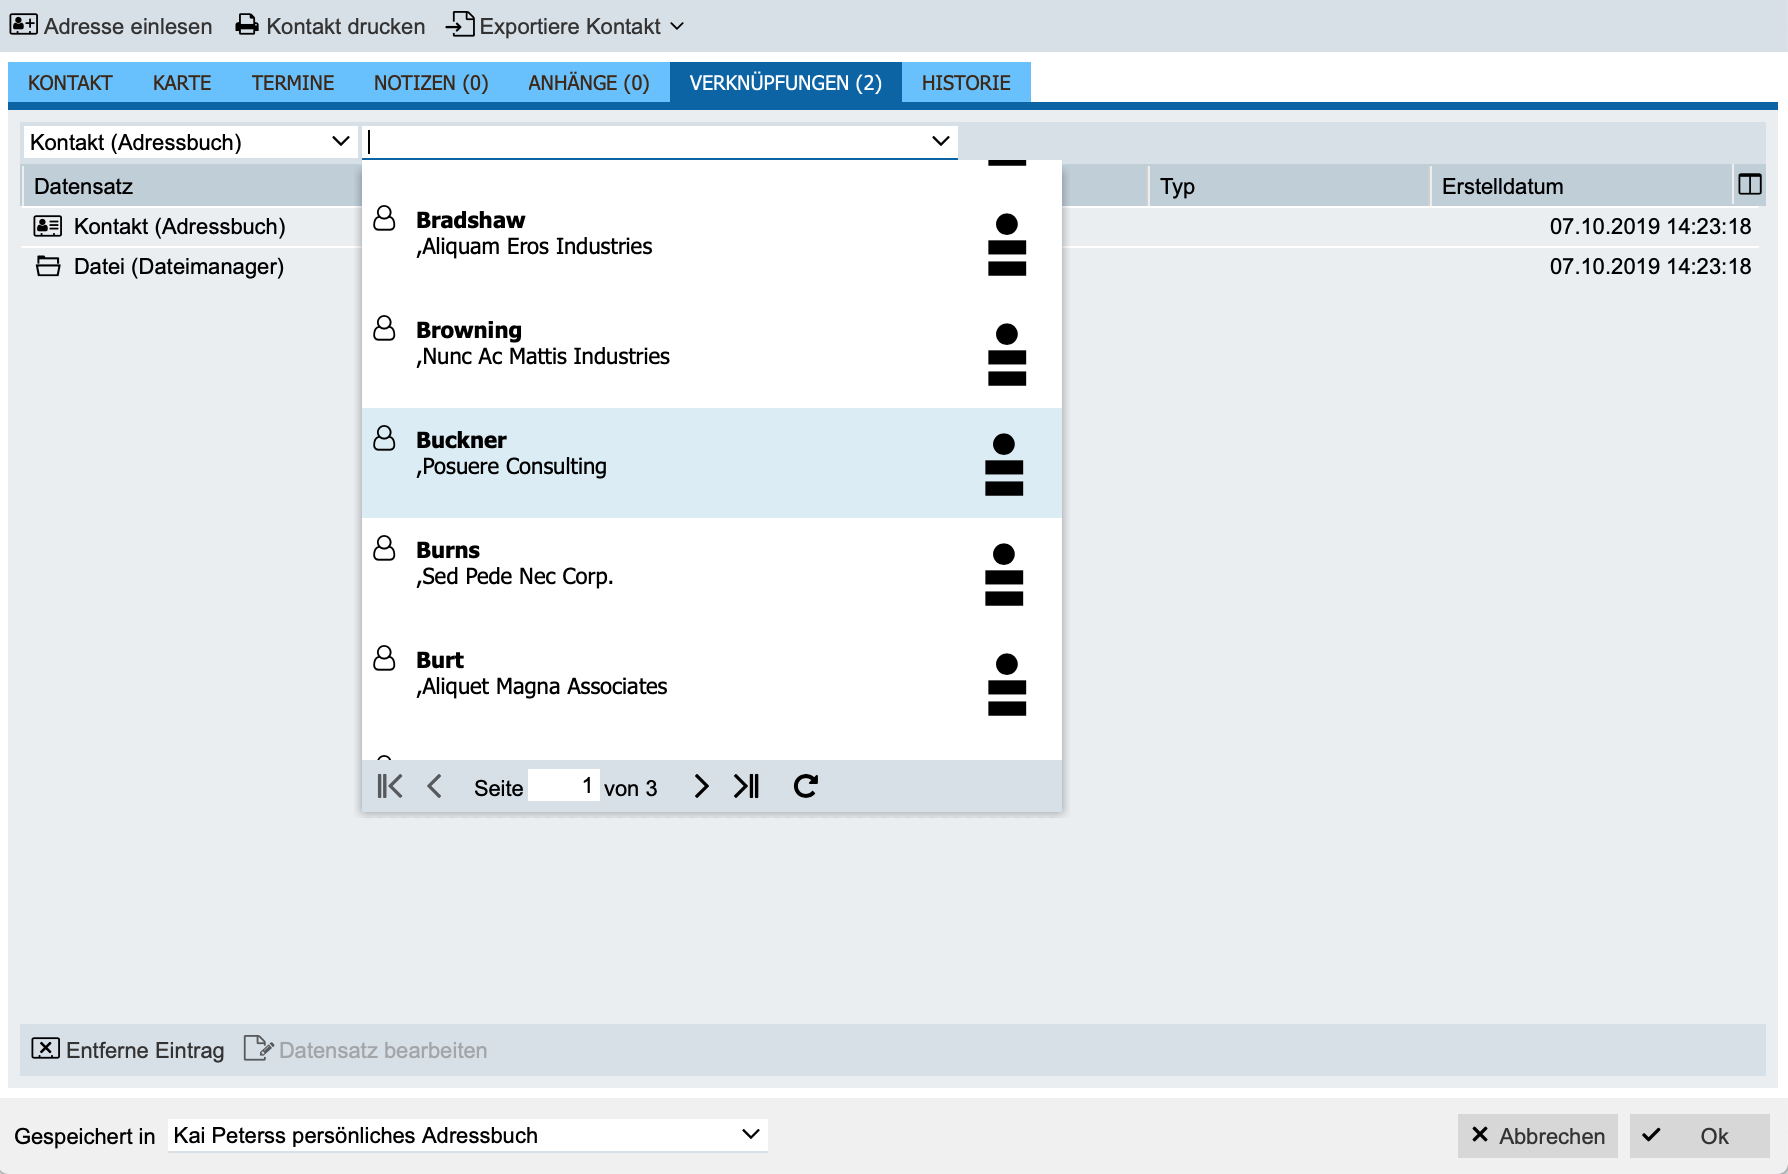 Adresse einlesen Kontakt drucken Exportiere Kontakt
KONTAKT KARTE TERMINE NOTIZEN (0) ANHÄNGE (0) VERKNÜPFUNGEN (2) HISTORIE
Kontakt (Adressbuch)
Datensatz Typ Erstelldatum
Kontakt (Adressbuch) 07.10.2019 14:23:18
Datei (Dateimanager) 07.10.2019 14:23:18
Bradshaw
,Aliquam Eros Industries
Browning
,Nunc Ac Mattis Industries
Buckner
,Posuere Consulting
Burns
,Sed Pede Nec Corp.
Burt
,Aliquet Magna Associates
Seite 1 von 3
Entferne Eintrag Datensatz bearbeiten
Gespeichert in Kai Peterss persönliches Adressbuch Abbrechen Ok